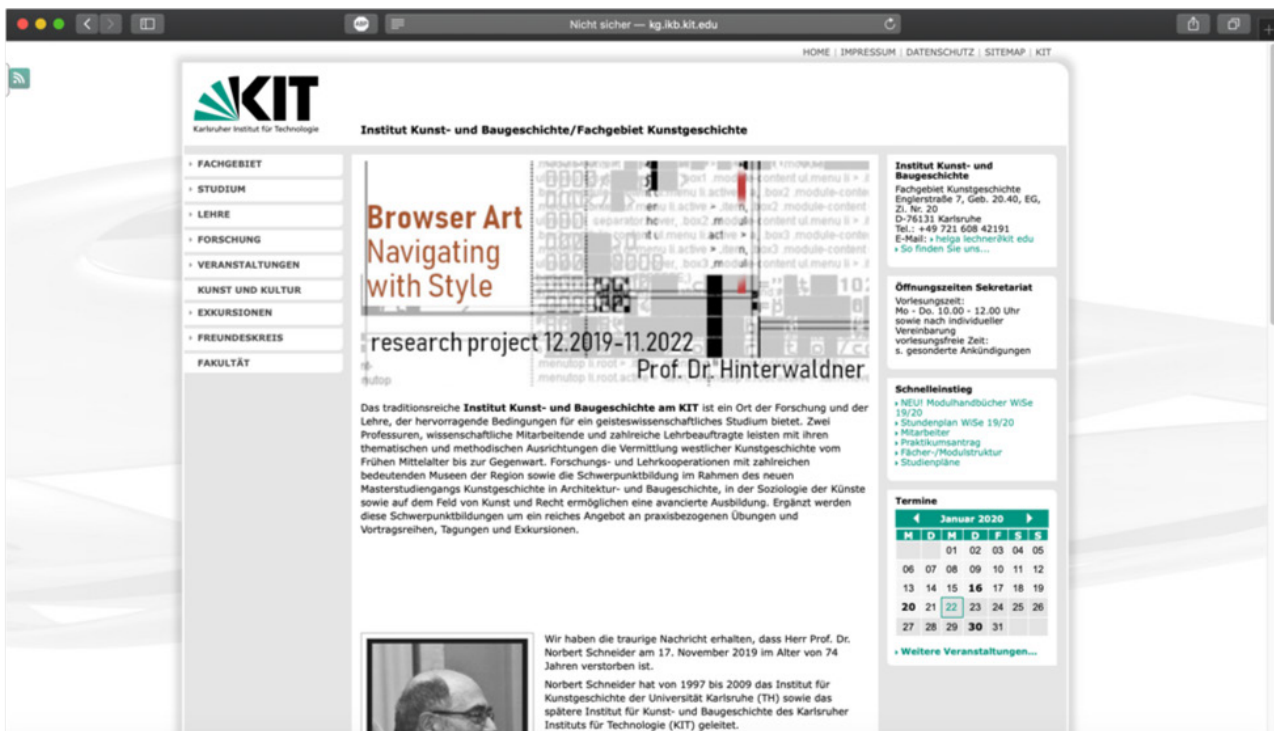 Nicht sicher — kg.ikb.kit.edu
HOME | IMPRESSUM | DATENSCHUTZ | SITEMAP | KIT
KIT
Karlsruher Institut für Technologie
Institut Kunst- und Baugeschichte/Fachgebiet Kunstgeschichte
FACHGEBIET
STUDIUM
LEHRE
FORSCHUNG
VERANSTALTUNGEN
KUNST UND KULTUR
EXKURSIONEN
FREUNDESKREIS
FAKULTÄT
Browser Art
Navigating
with Style
research project 12.2019-11.2022
Prof. Dr. Hinterwaldner
Das traditionsreiche Institut Kunst- und Baugeschichte am KIT ist ein Ort der Forschung und der
Lehre, der hervorragende Bedingungen für ein geisteswissenschaftliches Studium bietet. Zwei
Professuren, wissenschaftliche Mitarbeitende und zahlreiche Lehrbeauftragte leisten mit ihren
thematischen und methodischen Ausrichtungen die Vermittlung westlicher Kunstgeschichte vom
Frühen Mittelalter bis zur Gegenwart. Forschungs- und Lehrkooperationen mit zahlreichen
bedeutenden Museen der Region sowie die Schwerpunktbildung im Rahmen des neuen
Masterstudiengangs Kunstgeschichte in Architektur- und Baugeschichte, in der Soziologie der Künste
sowie auf dem Feld von Kunst und Recht ermöglichen eine avancierte Ausbildung. Ergänzt werden
diese Schwerpunktbildungen um ein reiches Angebot an praxisbezogenen Übungen und
Vortragsreihen, Tagungen und Exkursionen.
Wir haben die traurige Nachricht erhalten, dass Herr Prof. Dr.
Norbert Schneider am 17. November 2019 im Alter von 74
Jahren verstorben ist.
Norbert Schneider hat von 1997 bis 2009 das Institut für
Kunstgeschichte der Universität Karlsruhe (TH) sowie das
spätere Institut für Kunst- und Baugeschichte des Karlsruher
Instituts für Technologie (KIT) geleitet.
Institut Kunst- und
Baugeschichte
Fachgebiet Kunstgeschichte
Englerstraße 7, Geb. 20.40, EG,
Zi. Nr. 20
D-76131 Karlsruhe
Tel.: +49 721 608 42191
E-Mail: helga lechner∂kit edu
So finden Sie uns...
Öffnungszeiten Sekretariat
Vorlesungszeit:
Mo - Do. 10.00 - 12.00 Uhr
sowie nach individueller
Vereinbarung
vorlesungsfreie Zeit:
s. gesonderte Ankündigungen
Schnelleinstieg
NEU! Modulhandbücher WiSe
19/20
Stundenplan WiSe 19/20
Mitarbeiter
Praktikumsantrag
Fächer-/Modulstruktur
Studienpläne
Termine
Januar 2020
M D M D F S S
01 02 03 04 05
06 07 08 09 10 11 12
13 14 15 16 17 18 19
20 21 22 23 24 25 26
27 28 29 30 31
Weitere Veranstaltungen...